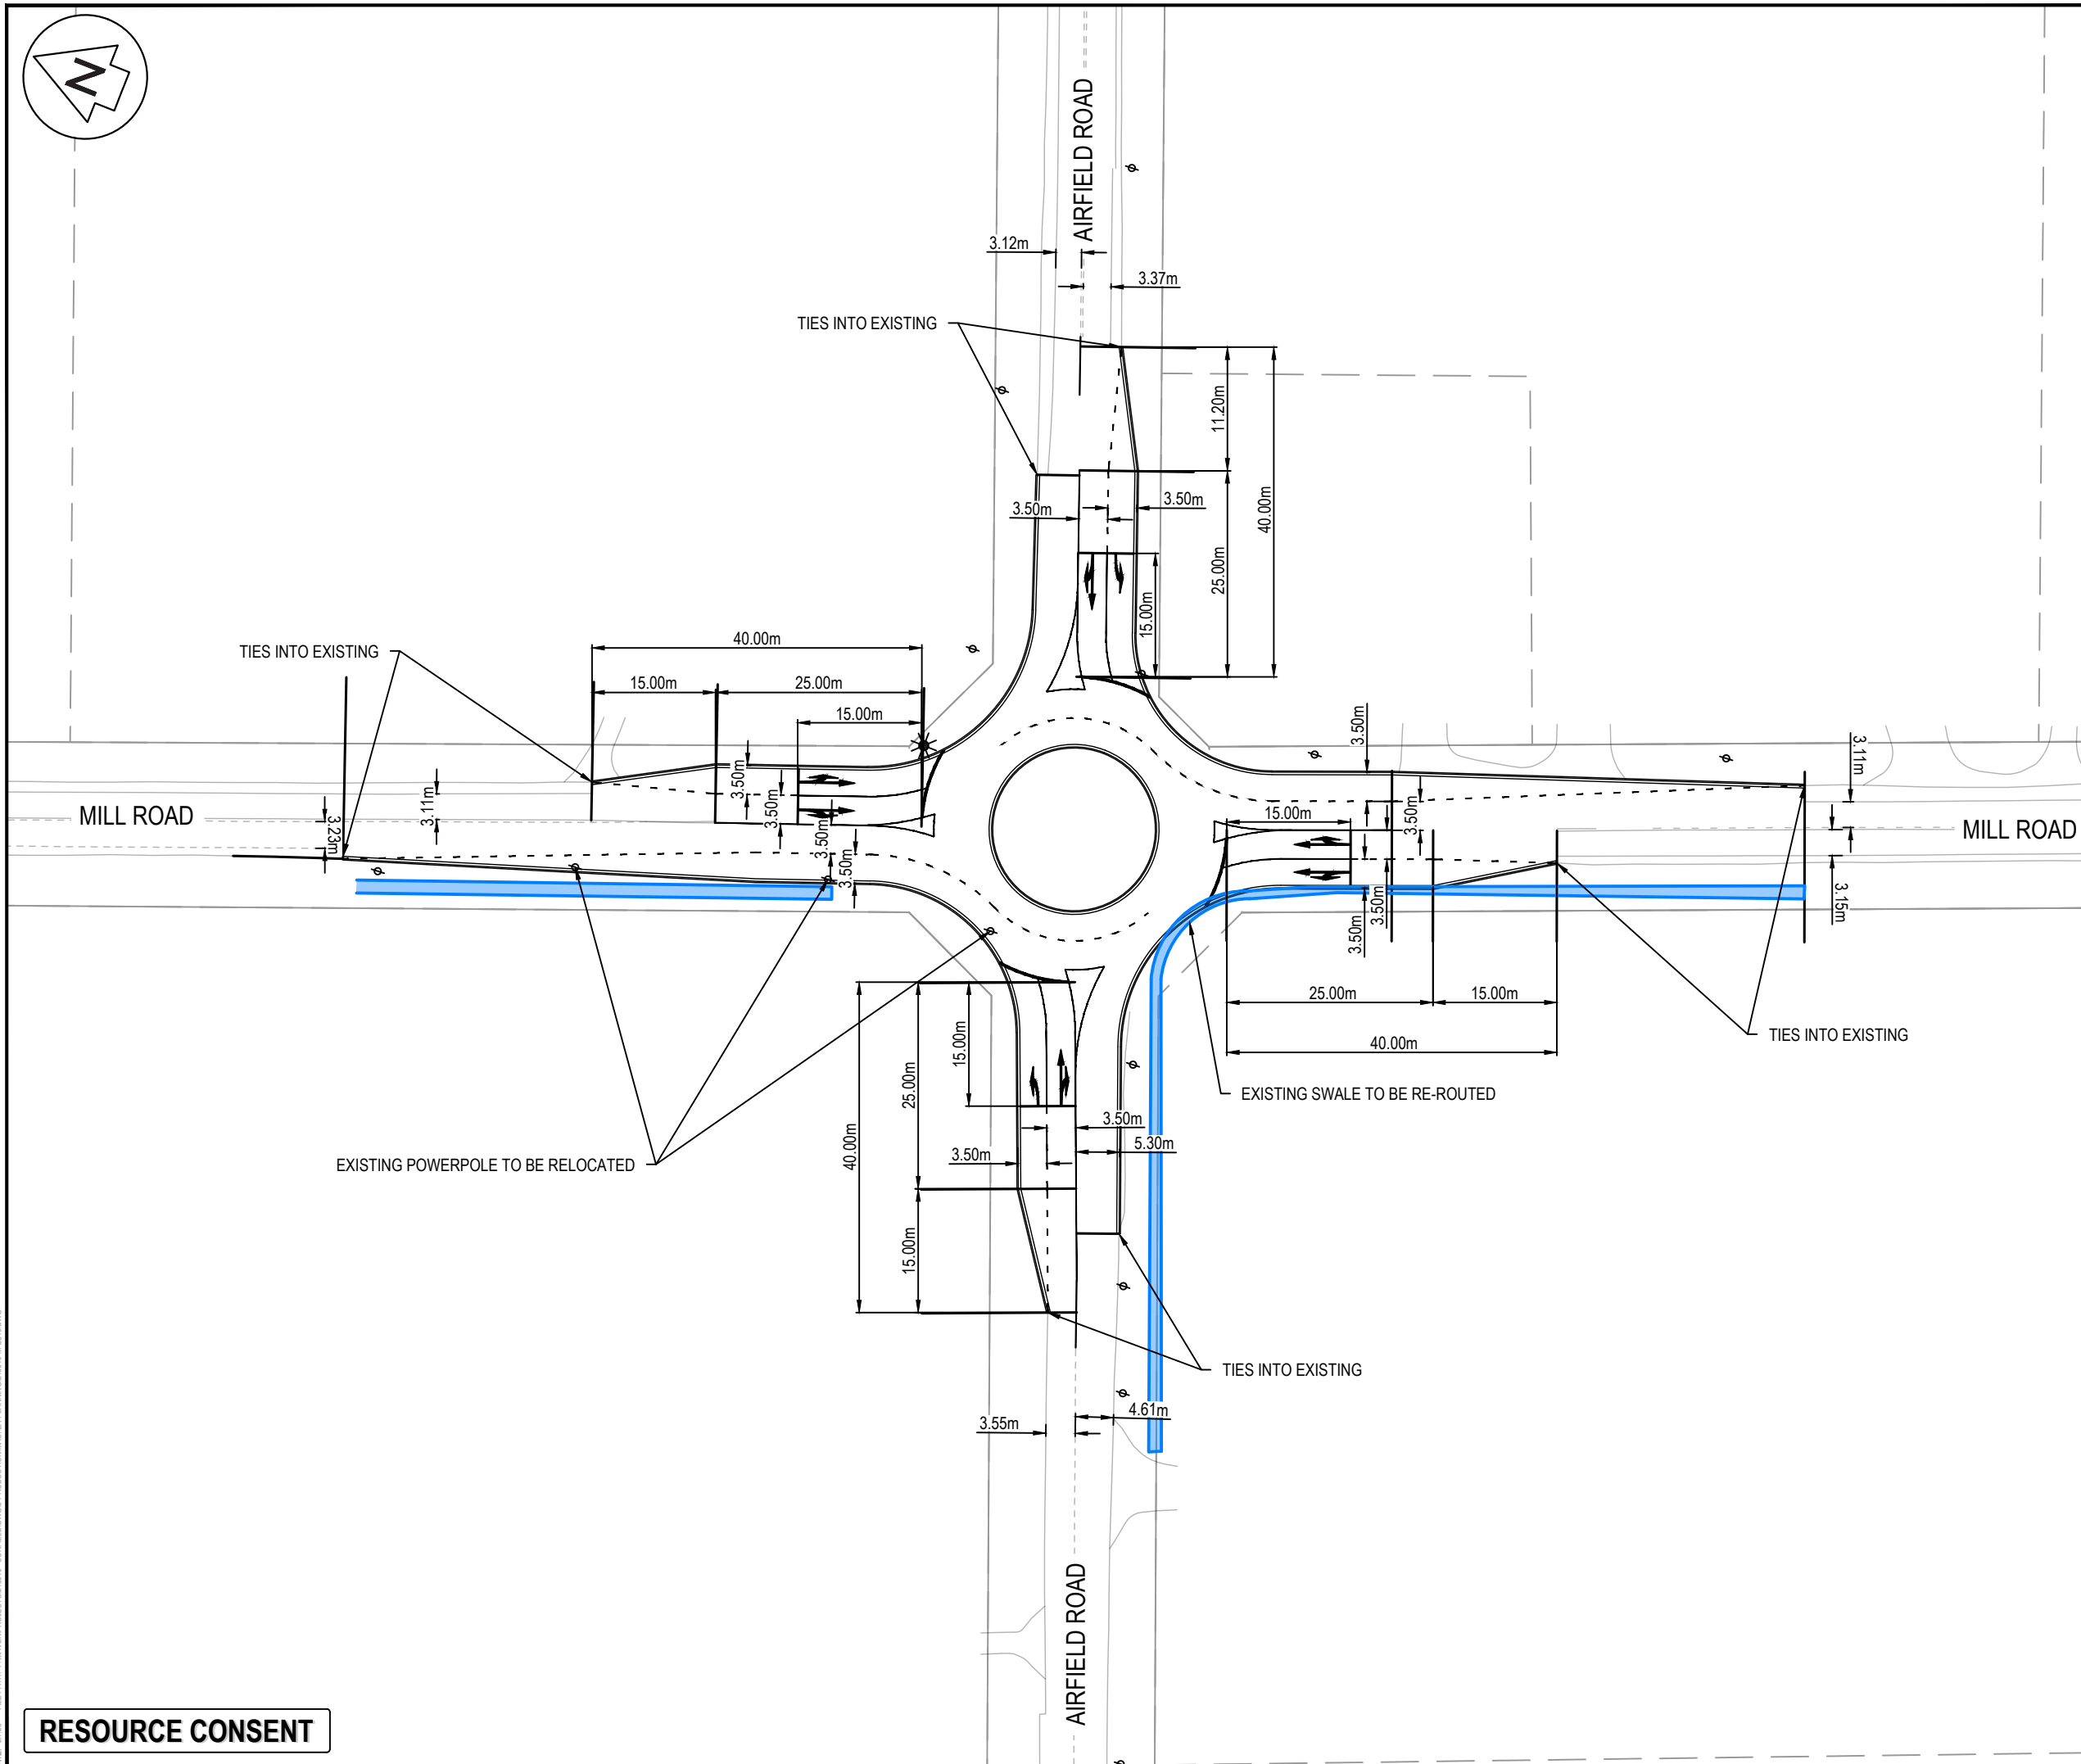 N
AIRFIELD ROAD
3.12m
3.37m
TIES INTO EXISTING
11.20m
40.00m
3.50m
3.50m
25.00m
15.00m
TIES INTO EXISTING
40.00m
15.00m
25.00m
15.00m
3.50m
3.50m
3.50m
3.50m
3.11m
3.23m
MILL ROAD
3.50m
3.50m
15.00m
3.11m
MILL ROAD
3.50m
3.50m
3.15m
25.00m
15.00m
40.00m
TIES INTO EXISTING
EXISTING SWALE TO BE RE-ROUTED
15.00m
25.00m
40.00m
3.50m
5.30m
3.50m
EXISTING POWERPOLE TO BE RELOCATED
15.00m
TIES INTO EXISTING
4.61m
3.55m
AIRFIELD ROAD
RESOURCE CONSENT